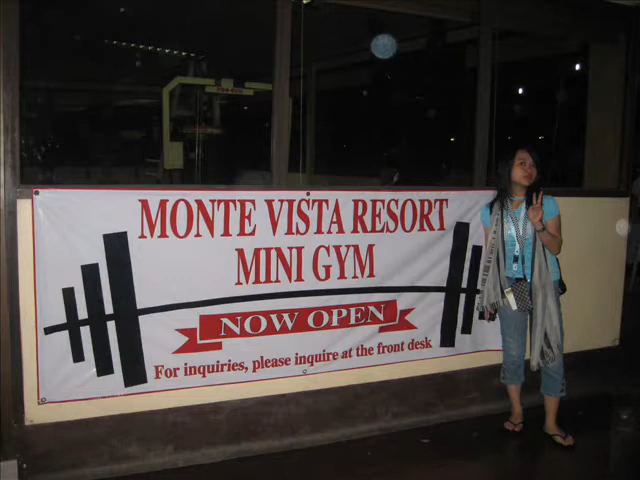 MONTE VISTA RESORT
MINI GYM
NOW OPEN
For inquiries, please inquire at the front desk